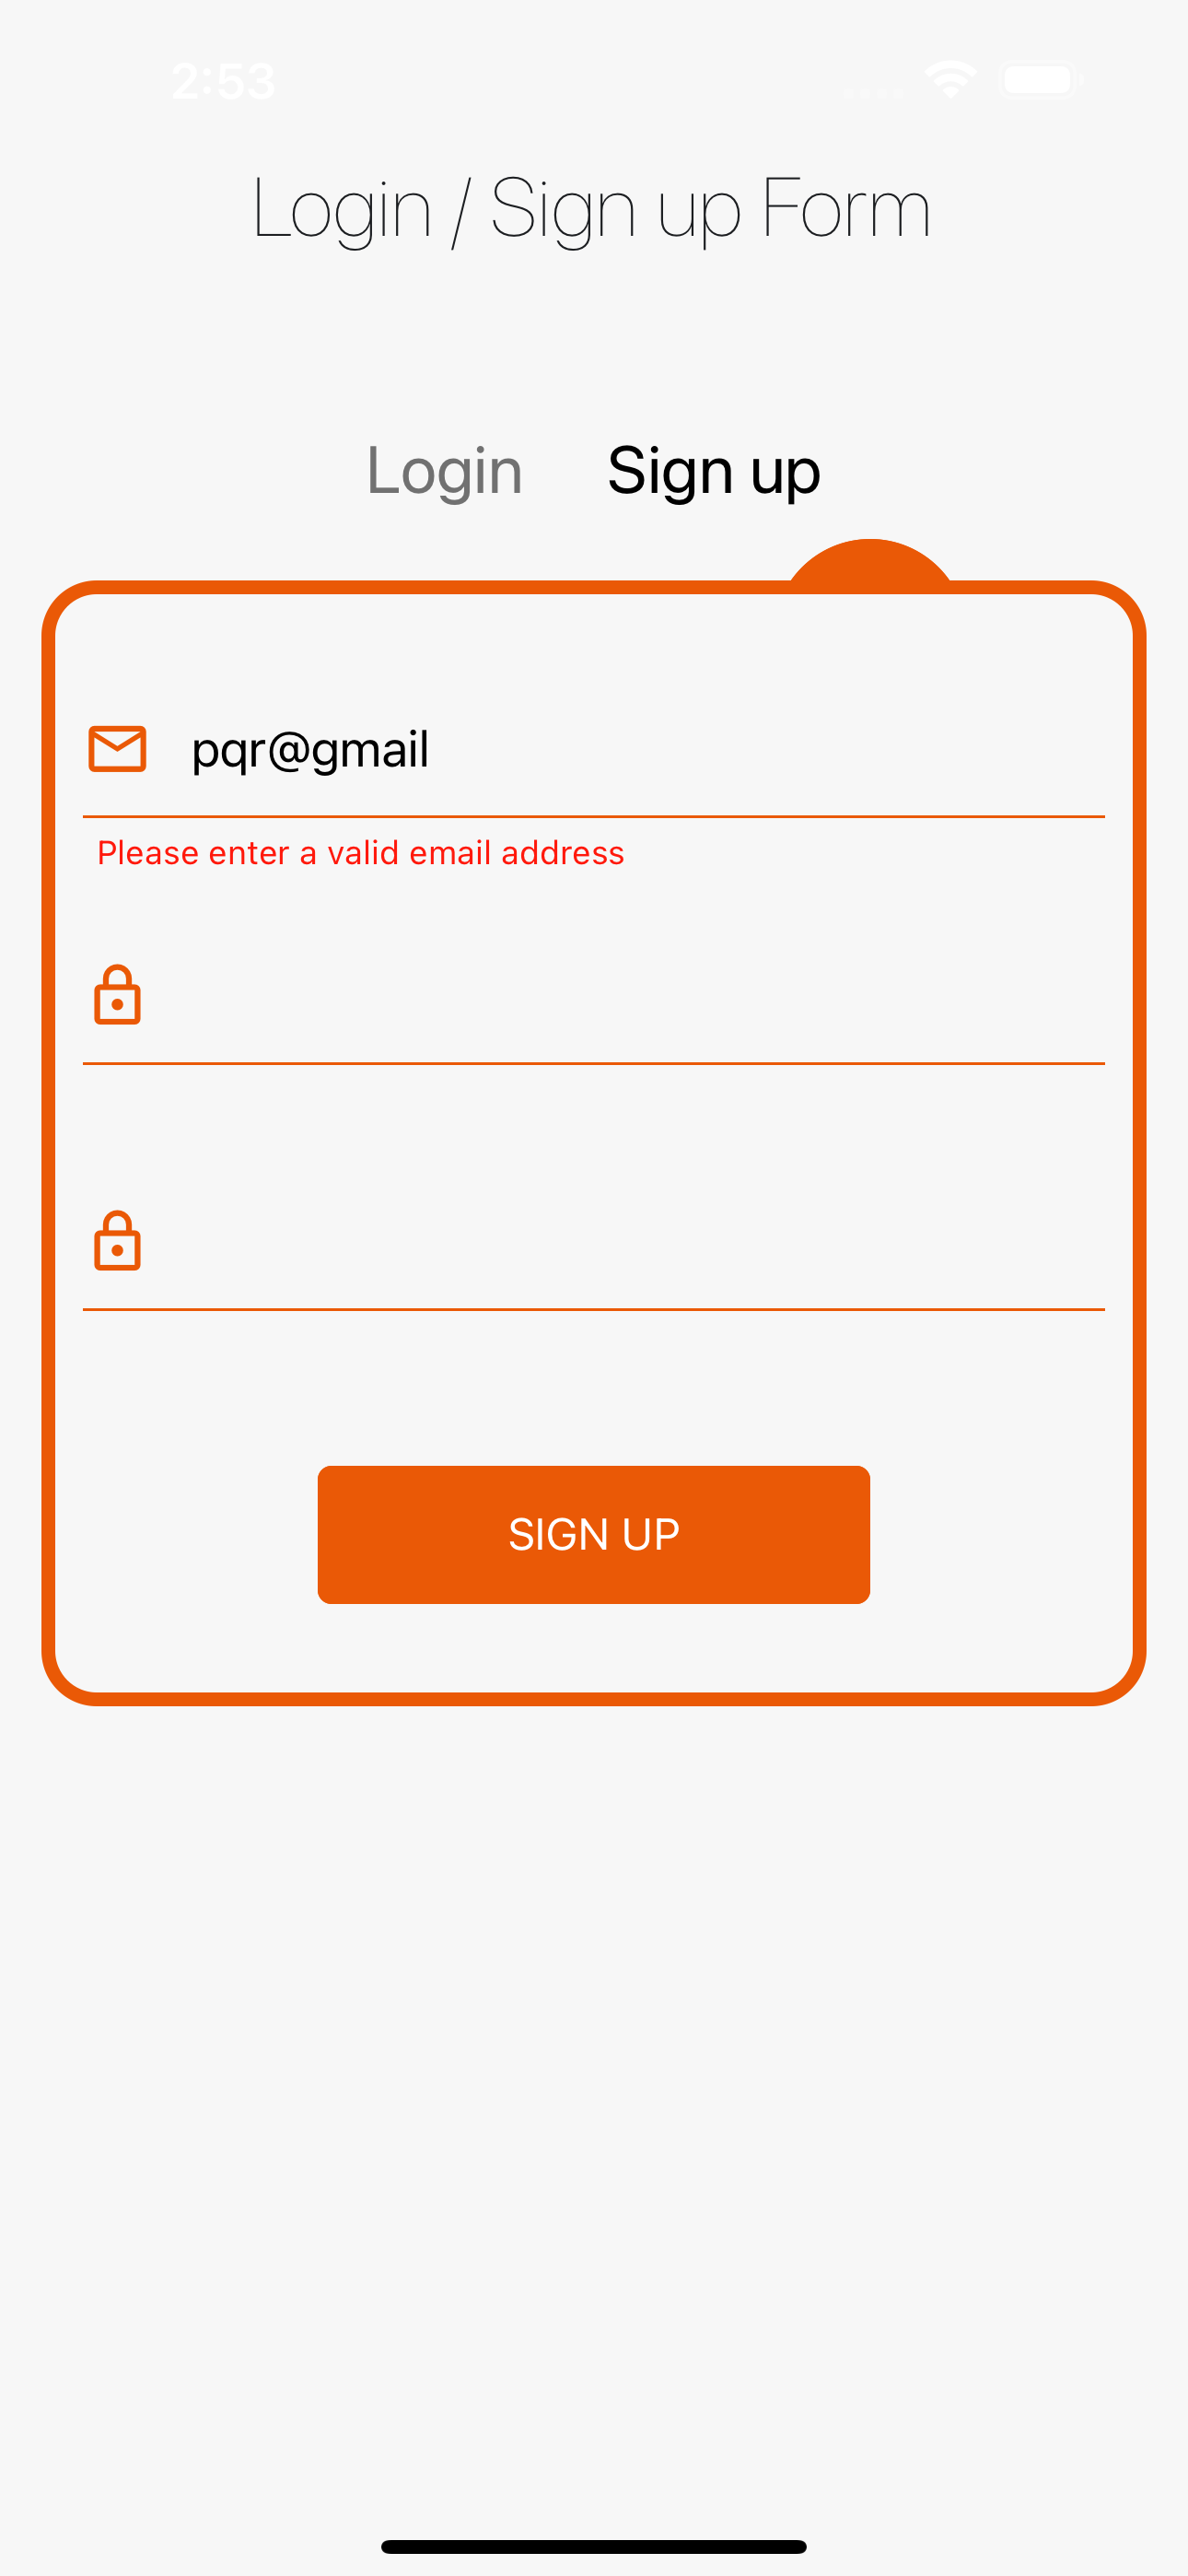 2:53
Login / Sign up Form
Login Sign up
pqr@gmail
Please enter a valid email address
SIGN UP